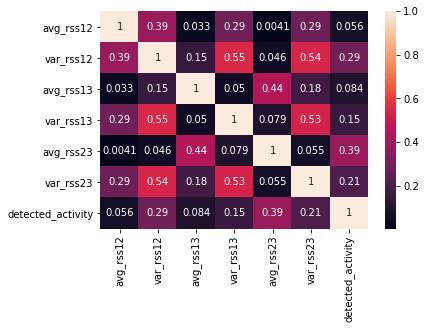 avg_rss12 1 0.39 0.033 0.29 0.0041 0.29 0.056
var_rss12 0.39 1 0.15 0.55 0.046 0.54 0.29
avg_rss13 0.033 0.15 1 0.05 0.44 0.18 0.084
var_rss13 0.29 0.55 0.05 1 0.079 0.53 0.15
avg_rss23 0.0041 0.046 0.44 0.079 1 0.055 0.39
var_rss23 0.29 0.54 0.18 0.53 0.055 1 0.21
detected_activity 0.056 0.29 0.084 0.15 0.39 0.21 1
avg_rss12
var_rss12
avg_rss13
var_rss13
avg_rss23
var_rss23
detected_activity
1.0
0.8
0.6
0.4
0.2